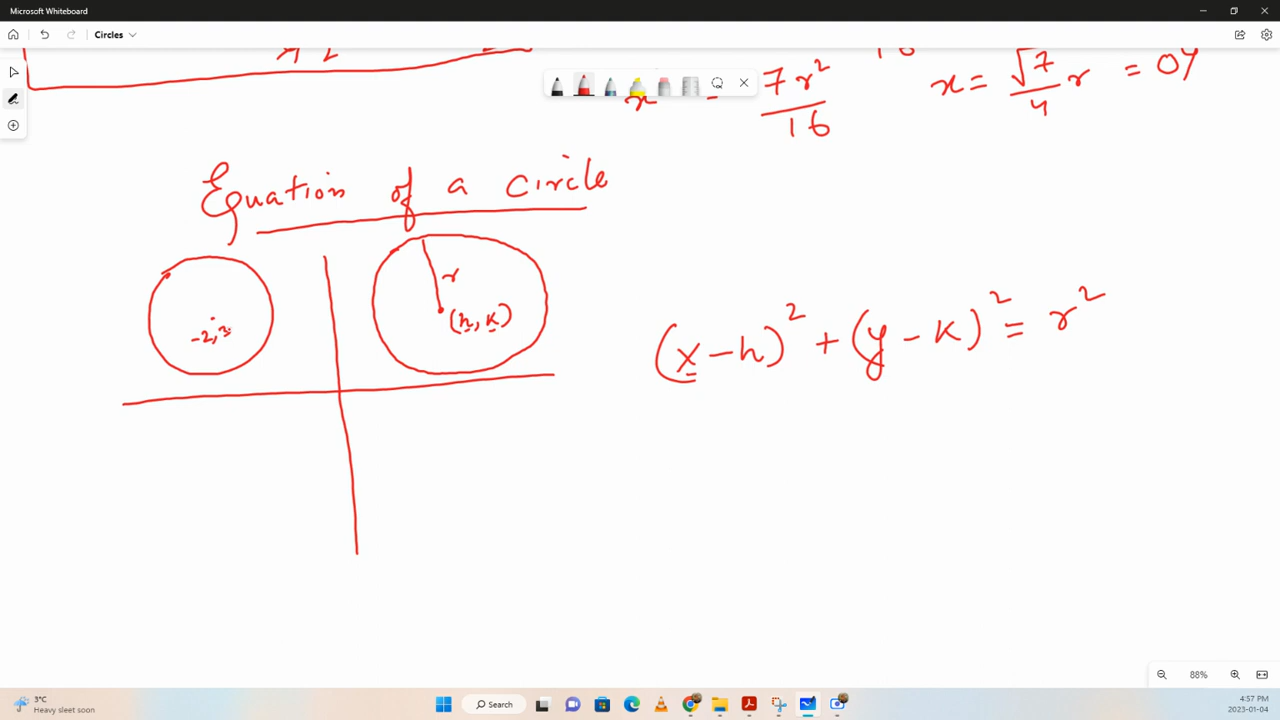 Microsoft Whiteboard
Circles
7r²
16
x = √7/4 r = OY
Equation of a circle
r
(h, k)
-2,3
(x-h)² + (y-k)² = r²
88%
3°C
Heavy sleet soon
Search
4:57 PM
2023-01-04